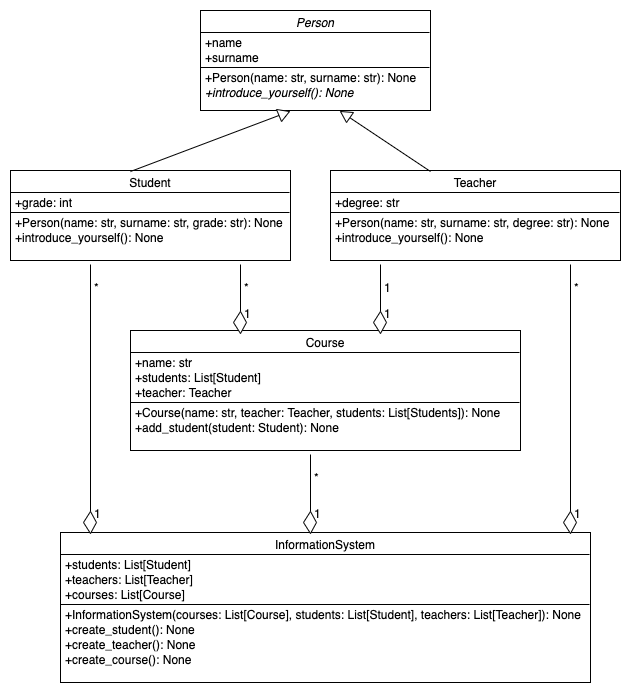 Person
+name
+surname
+Person(name: str, surname: str): None
+introduce_yourself(): None
Student
+grade: int
+Person(name: str, surname: str, grade: str): None
+introduce_yourself(): None
Teacher
+degree: str
+Person(name: str, surname: str, degree: str): None
+introduce_yourself(): None
*
*
1
*
1
1
Course
+name: str
+students: List[Student]
+teacher: Teacher
+Course(name: str, teacher: Teacher, students: List[Students]): None
+add_student(student: Student): None
*
1
1
1
InformationSystem
+students: List[Student]
+teachers: List[Teacher]
+courses: List[Course]
+InformationSystem(courses: List[Course], students: List[Student], teachers: List[Teacher]): None
+create_student(): None
+create_teacher(): None
+create_course(): None